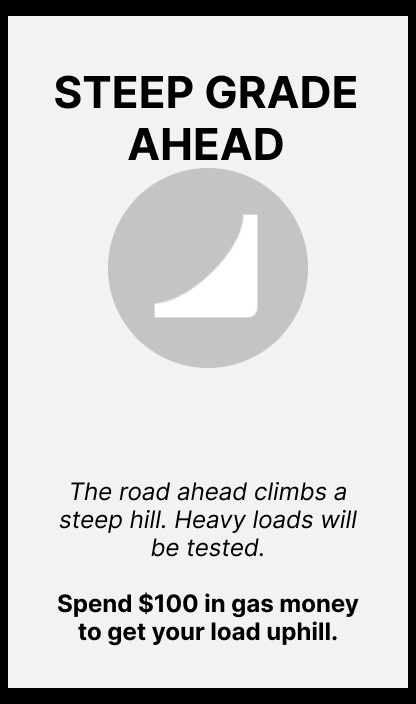 STEEP GRADE
AHEAD
The road ahead climbs a
steep hill. Heavy loads will
be tested.
Spend $100 in gas money
to get your load uphill.